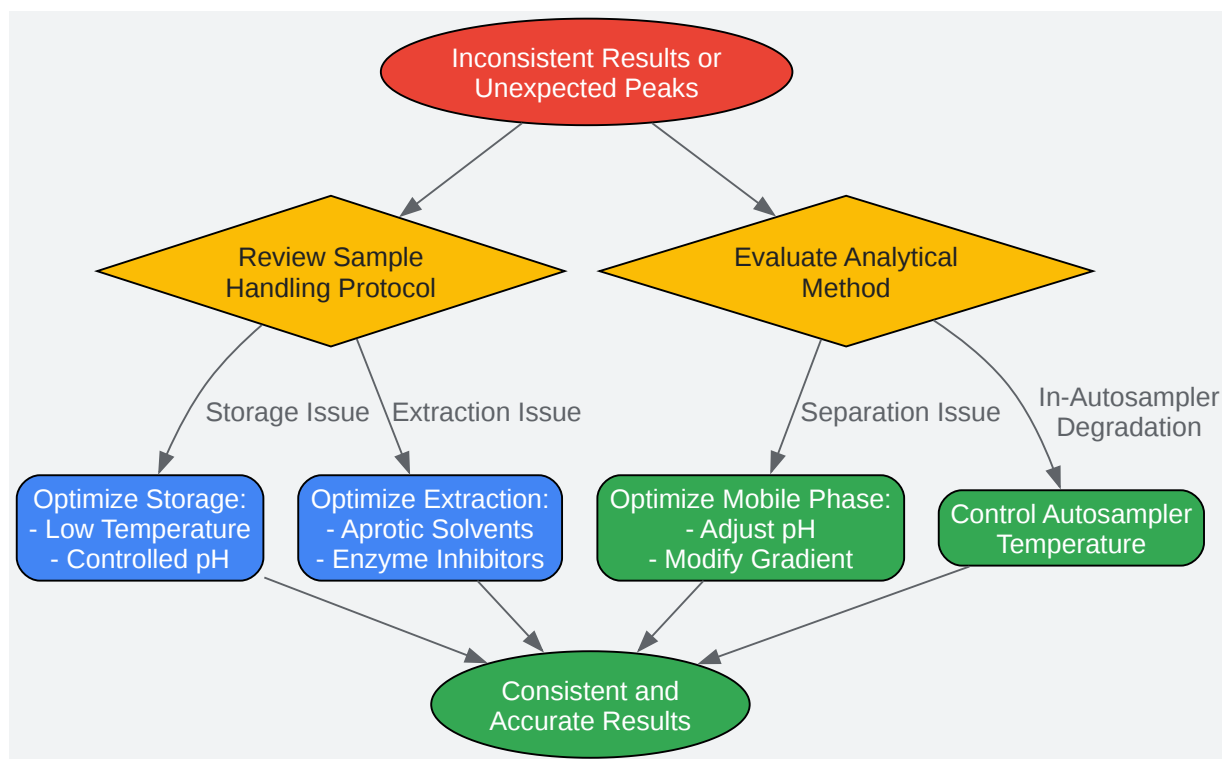 Inconsistent Results or
Unexpected Peaks
Review Sample
Handling Protocol
Evaluate Analytical
Method
Storage Issue
Extraction Issue
Separation Issue
In-Autosampler
Degradation
Optimize Storage:
- Low Temperature
- Controlled pH
Optimize Extraction:
- Aprotic Solvents
- Enzyme Inhibitors
Optimize Mobile Phase:
- Adjust pH
- Modify Gradient
Control Autosampler
Temperature
Consistent and
Accurate Results